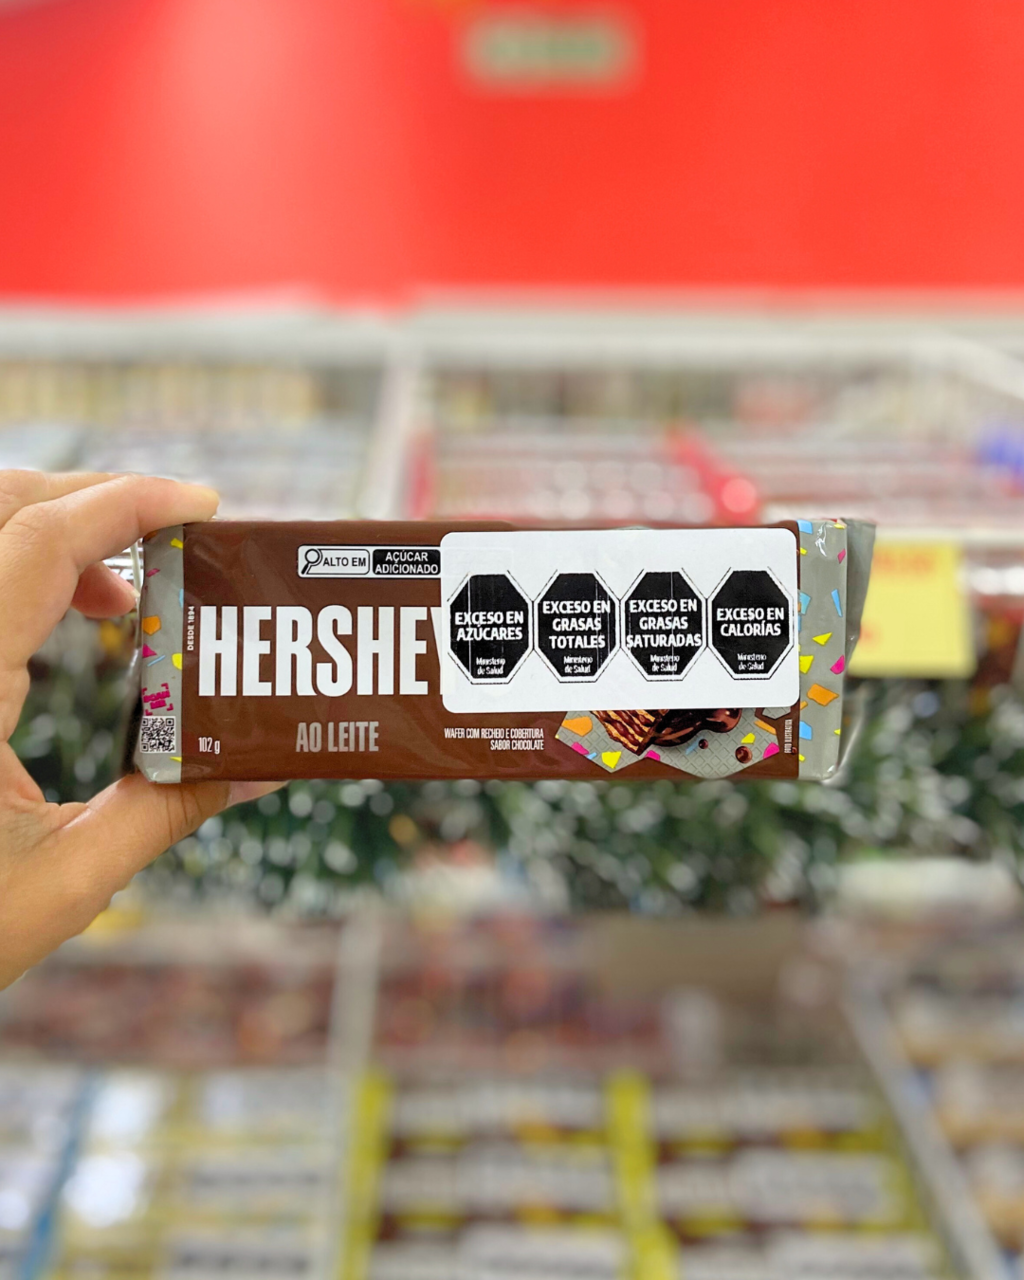 ALTO EM
AÇÚCAR
ADICIONADO
DESDE 1894
HERSHEY
EXCESO EN
AZÚCARES
Ministerio
de Salud
EXCESO EN
GRASAS
TOTALES
Ministerio
de Salud
EXCESO EN
GRASAS
SATURADAS
Ministerio
de Salud
EXCESO EN
CALORÍAS
Ministerio
de Salud
102 g
AO LEITE
WAFER COM RECHEIO E COBERTURA
SABOR CHOCOLATE